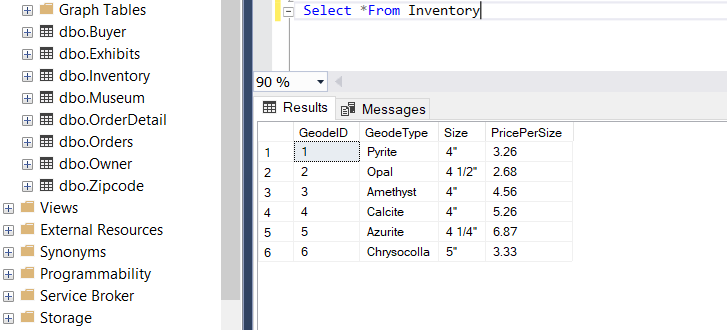 Graph Tables
dbo.Buyer
dbo.Exhibits
dbo.Inventory
dbo.Museum
dbo.OrderDetail
dbo.Orders
dbo.Owner
dbo.Zipcode
Views
External Resources
Synonyms
Programmability
Service Broker
Storage
Select *From Inventory
90 %
Results Messages
GeodeID GeodeType Size PricePerSize
1 1 Pyrite 4" 3.26
2 2 Opal 4 1/2" 2.68
3 3 Amethyst 4" 4.56
4 4 Calcite 4" 5.26
5 5 Azurite 4 1/4" 6.87
6 6 Chrysocolla 5" 3.33